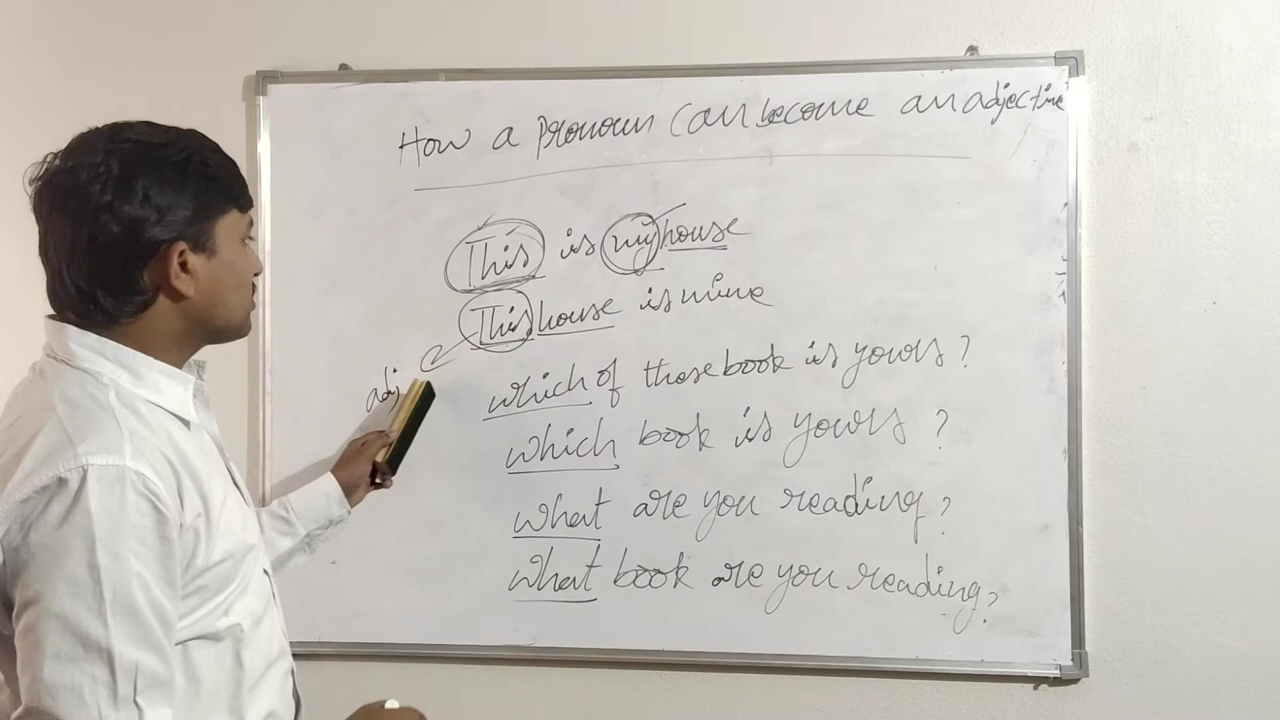 How a Pronoun Can become an adjective
This is my house
This house is mine
adj
which of those book is yours?
which book is yours ?
what are you reading?
what book are you reading?